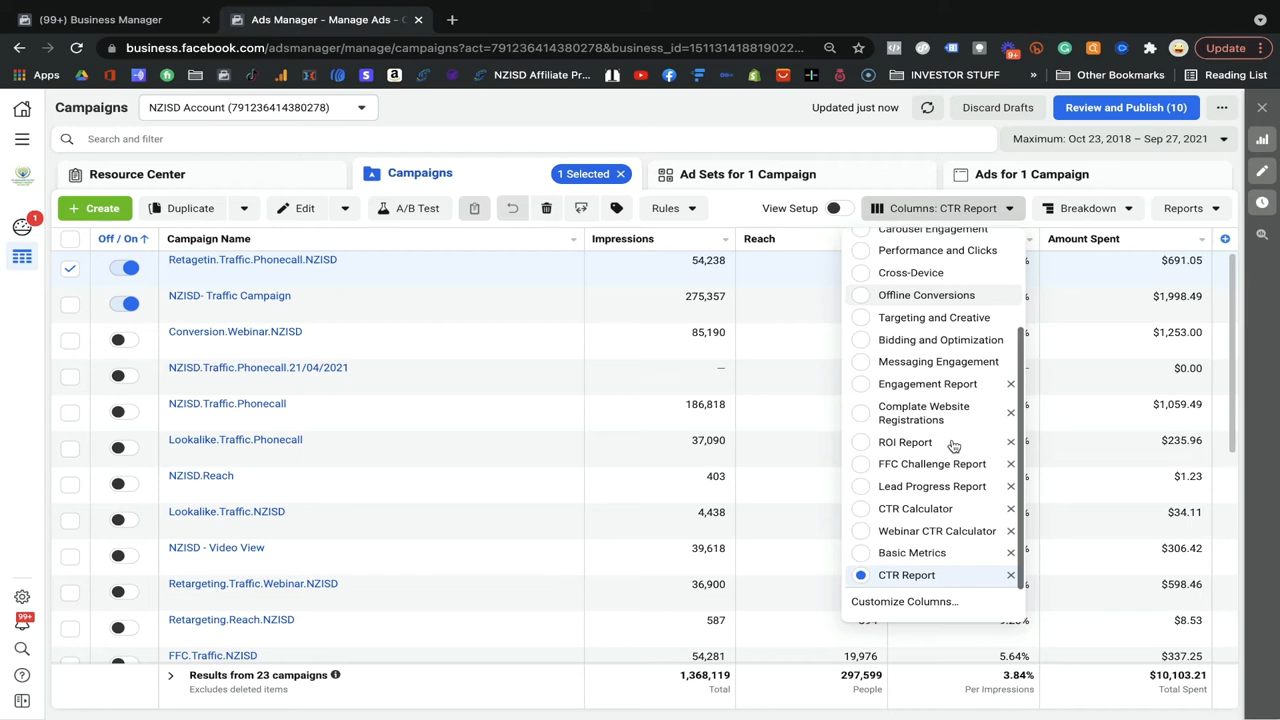 (99+) Business Manager
Ads Manager - Manage Ads - C
business.facebook.com/adsmanager/manage/campaigns?act=791236414380278&business_id=151131418819022...
Update
Apps
NZISD Affiliate Pr...
9+
INVESTOR STUFF
»
Other Bookmarks
Reading List
Campaigns
NZISD Account (791236414380278)
Updated just now
Discard Drafts
Review and Publish (10)
Search and filter
Maximum: Oct 23, 2018 – Sep 27, 2021
Resource Center
Campaigns
1 Selected
Ad Sets for 1 Campaign
Ads for 1 Campaign
1
+ Create
Duplicate
Edit
A/B Test
Rules
View Setup
Columns: CTR Report
Breakdown
Reports
Off / On
Campaign Name
Impressions
Reach
Amount Spent
Retagetin.Traffic.Phonecall.NZISD
54,238
%
$691.05
NZISD- Traffic Campaign
275,357
%
$1,998.49
Conversion.Webinar.NZISD
85,190
%
$1,253.00
NZISD.Traffic.Phonecall.21/04/2021
—
$0.00
NZISD.Traffic.Phonecall
186,818
%
$1,059.49
Lookalike.Traffic.Phonecall
37,090
%
$235.96
NZISD.Reach
403
%
$1.23
Lookalike.Traffic.NZISD
4,438
%
$34.11
NZISD - Video View
39,618
%
$306.42
Retargeting.Traffic.Webinar.NZISD
36,900
%
$598.46
Retargeting.Reach.NZISD
587
$8.53
FFC.Traffic.NZISD
54,281
19,976
5.64%
$337.25
Carousel Engagement
Performance and Clicks
Cross-Device
Offline Conversions
Targeting and Creative
Bidding and Optimization
Messaging Engagement
Engagement Report
Complate Website
Registrations
ROI Report
FFC Challenge Report
Lead Progress Report
CTR Calculator
Webinar CTR Calculator
Basic Metrics
CTR Report
Customize Columns...
99+
Results from 23 campaigns
Excludes deleted items
1,368,119
Total
297,599
People
3.84%
Per Impressions
$10,103.21
Total Spent